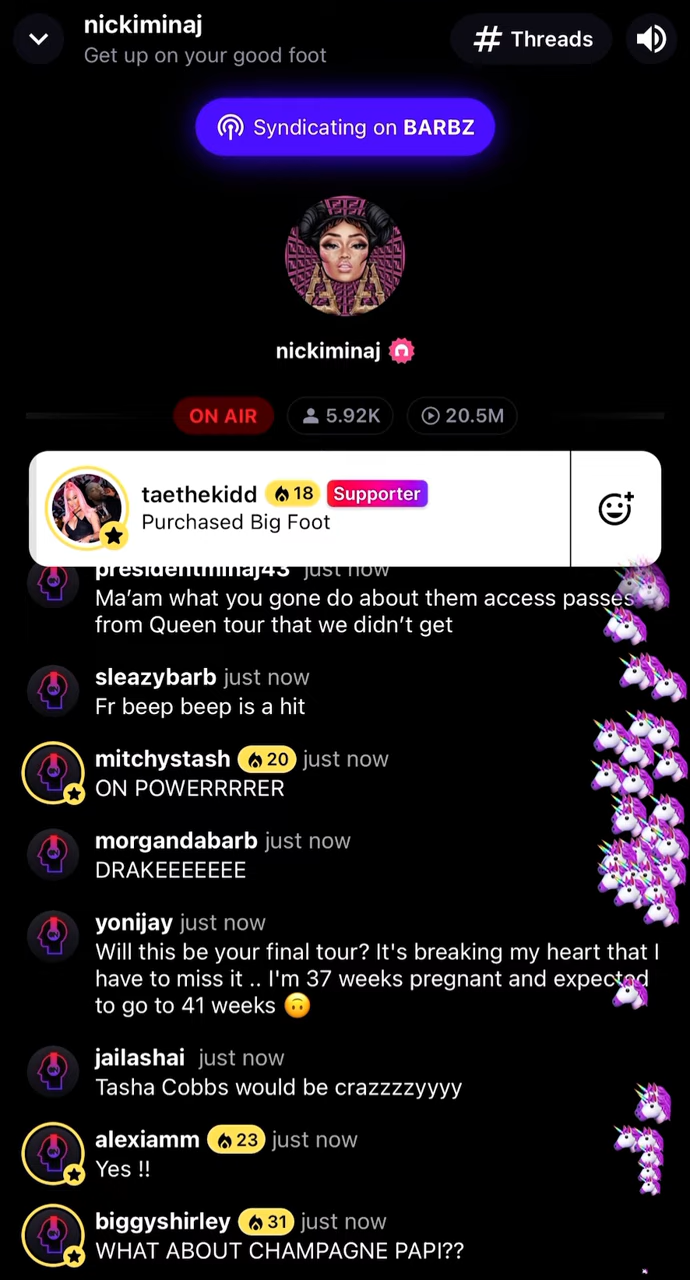 nickiminaj
Get up on your good foot
# Threads
Syndicating on BARBZ
nickiminaj
ON AIR
5.92K
20.5M
taethekidd 18 Supporter
Purchased Big Foot
presidentminaj43 just now
Ma’am what you gone do about them access passes
from Queen tour that we didn’t get
sleazybarb just now
Fr beep beep is a hit
mitchystash 20 just now
ON POWERRRRER
morgandabarb just now
DRAKEEEEEEE
yonijay just now
Will this be your final tour? It's breaking my heart that I
have to miss it .. I'm 37 weeks pregnant and expected
to go to 41 weeks 🙃
jailashai just now
Tasha Cobbs would be crazzzzyyyy
alexiamm 23 just now
Yes !!
biggyshirley 31 just now
WHAT ABOUT CHAMPAGNE PAPI??